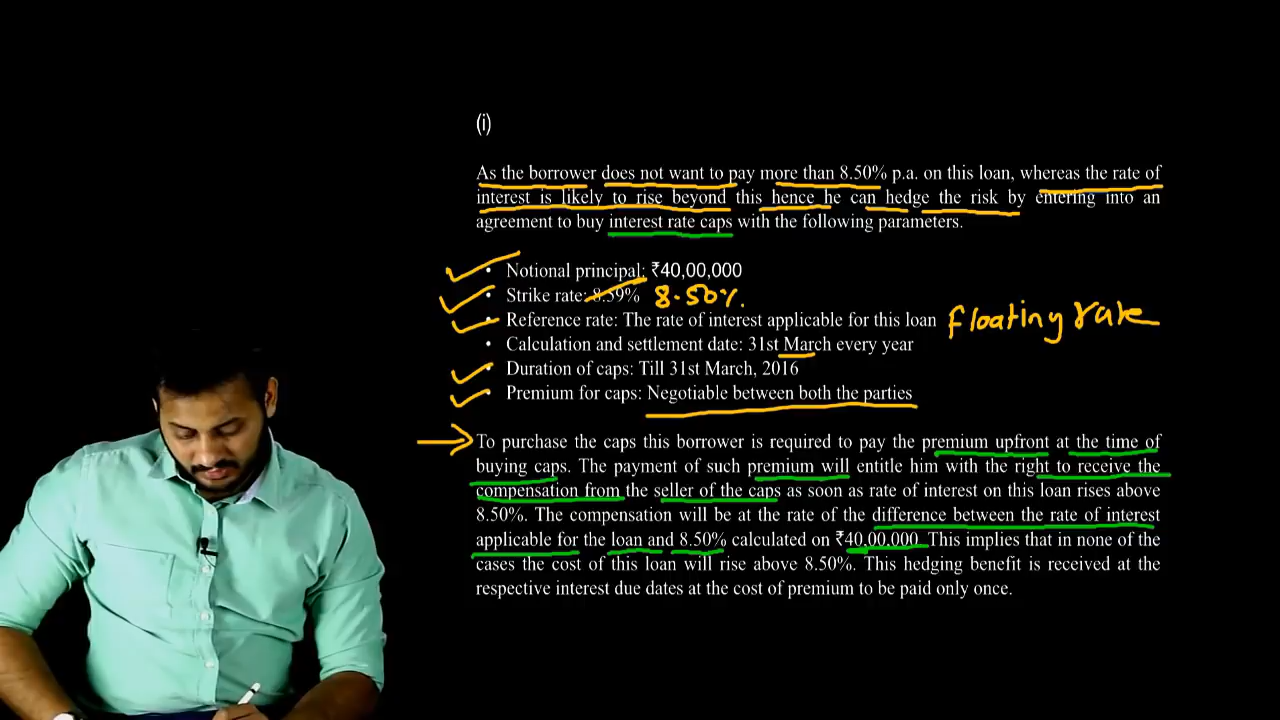 (i)
As the borrower does not want to pay more than 8.50% p.a. on this loan, whereas the rate of
interest is likely to rise beyond this hence he can hedge the risk by entering into an
agreement to buy interest rate caps with the following parameters.
• Notional principal: ₹40,00,000
• Strike rate: 8.59% 8.50%.
• Reference rate: The rate of interest applicable for this loan floating rate
• Calculation and settlement date: 31st March every year
• Duration of caps: Till 31st March, 2016
• Premium for caps: Negotiable between both the parties
To purchase the caps this borrower is required to pay the premium upfront at the time of
buying caps. The payment of such premium will entitle him with the right to receive the
compensation from the seller of the caps as soon as rate of interest on this loan rises above
8.50%. The compensation will be at the rate of the difference between the rate of interest
applicable for the loan and 8.50% calculated on ₹40,00,000 This implies that in none of the
cases the cost of this loan will rise above 8.50%. This hedging benefit is received at the
respective interest due dates at the cost of premium to be paid only once.